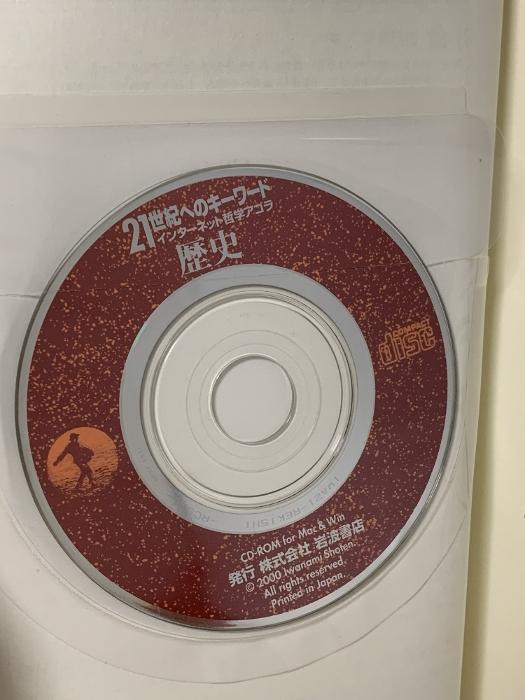 21世紀へのキーワード
インターネット哲学アゴラ
歴史
COMPACT
disc
IWA21-REKISHI
CD-ROM for Mac & Win
発行 株式会社 岩波書店
© 2000 Iwanami Shoten.
All rights reserved.
Printed in Japan.